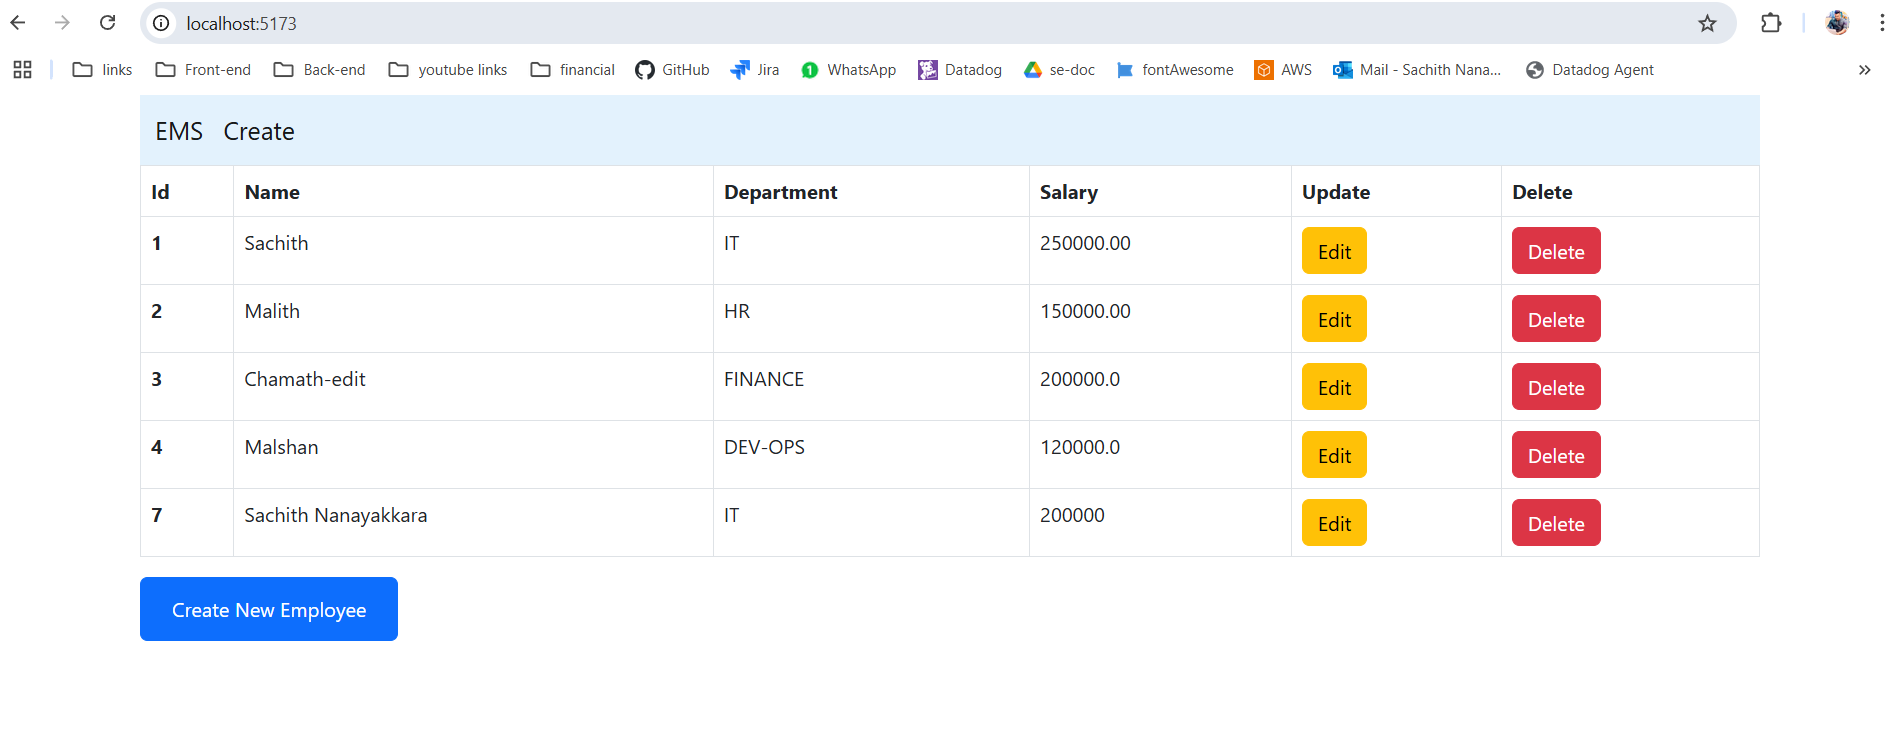 localhost:5173
links Front-end Back-end youtube links financial GitHub Jira WhatsApp Datadog se-doc fontAwesome AWS Mail - Sachith Nana... Datadog Agent
EMS Create
Id Name Department Salary Update Delete
1 Sachith IT 250000.00 Edit Delete
2 Malith HR 150000.00 Edit Delete
3 Chamath-edit FINANCE 200000.0 Edit Delete
4 Malshan DEV-OPS 120000.0 Edit Delete
7 Sachith Nanayakkara IT 200000 Edit Delete
Create New Employee